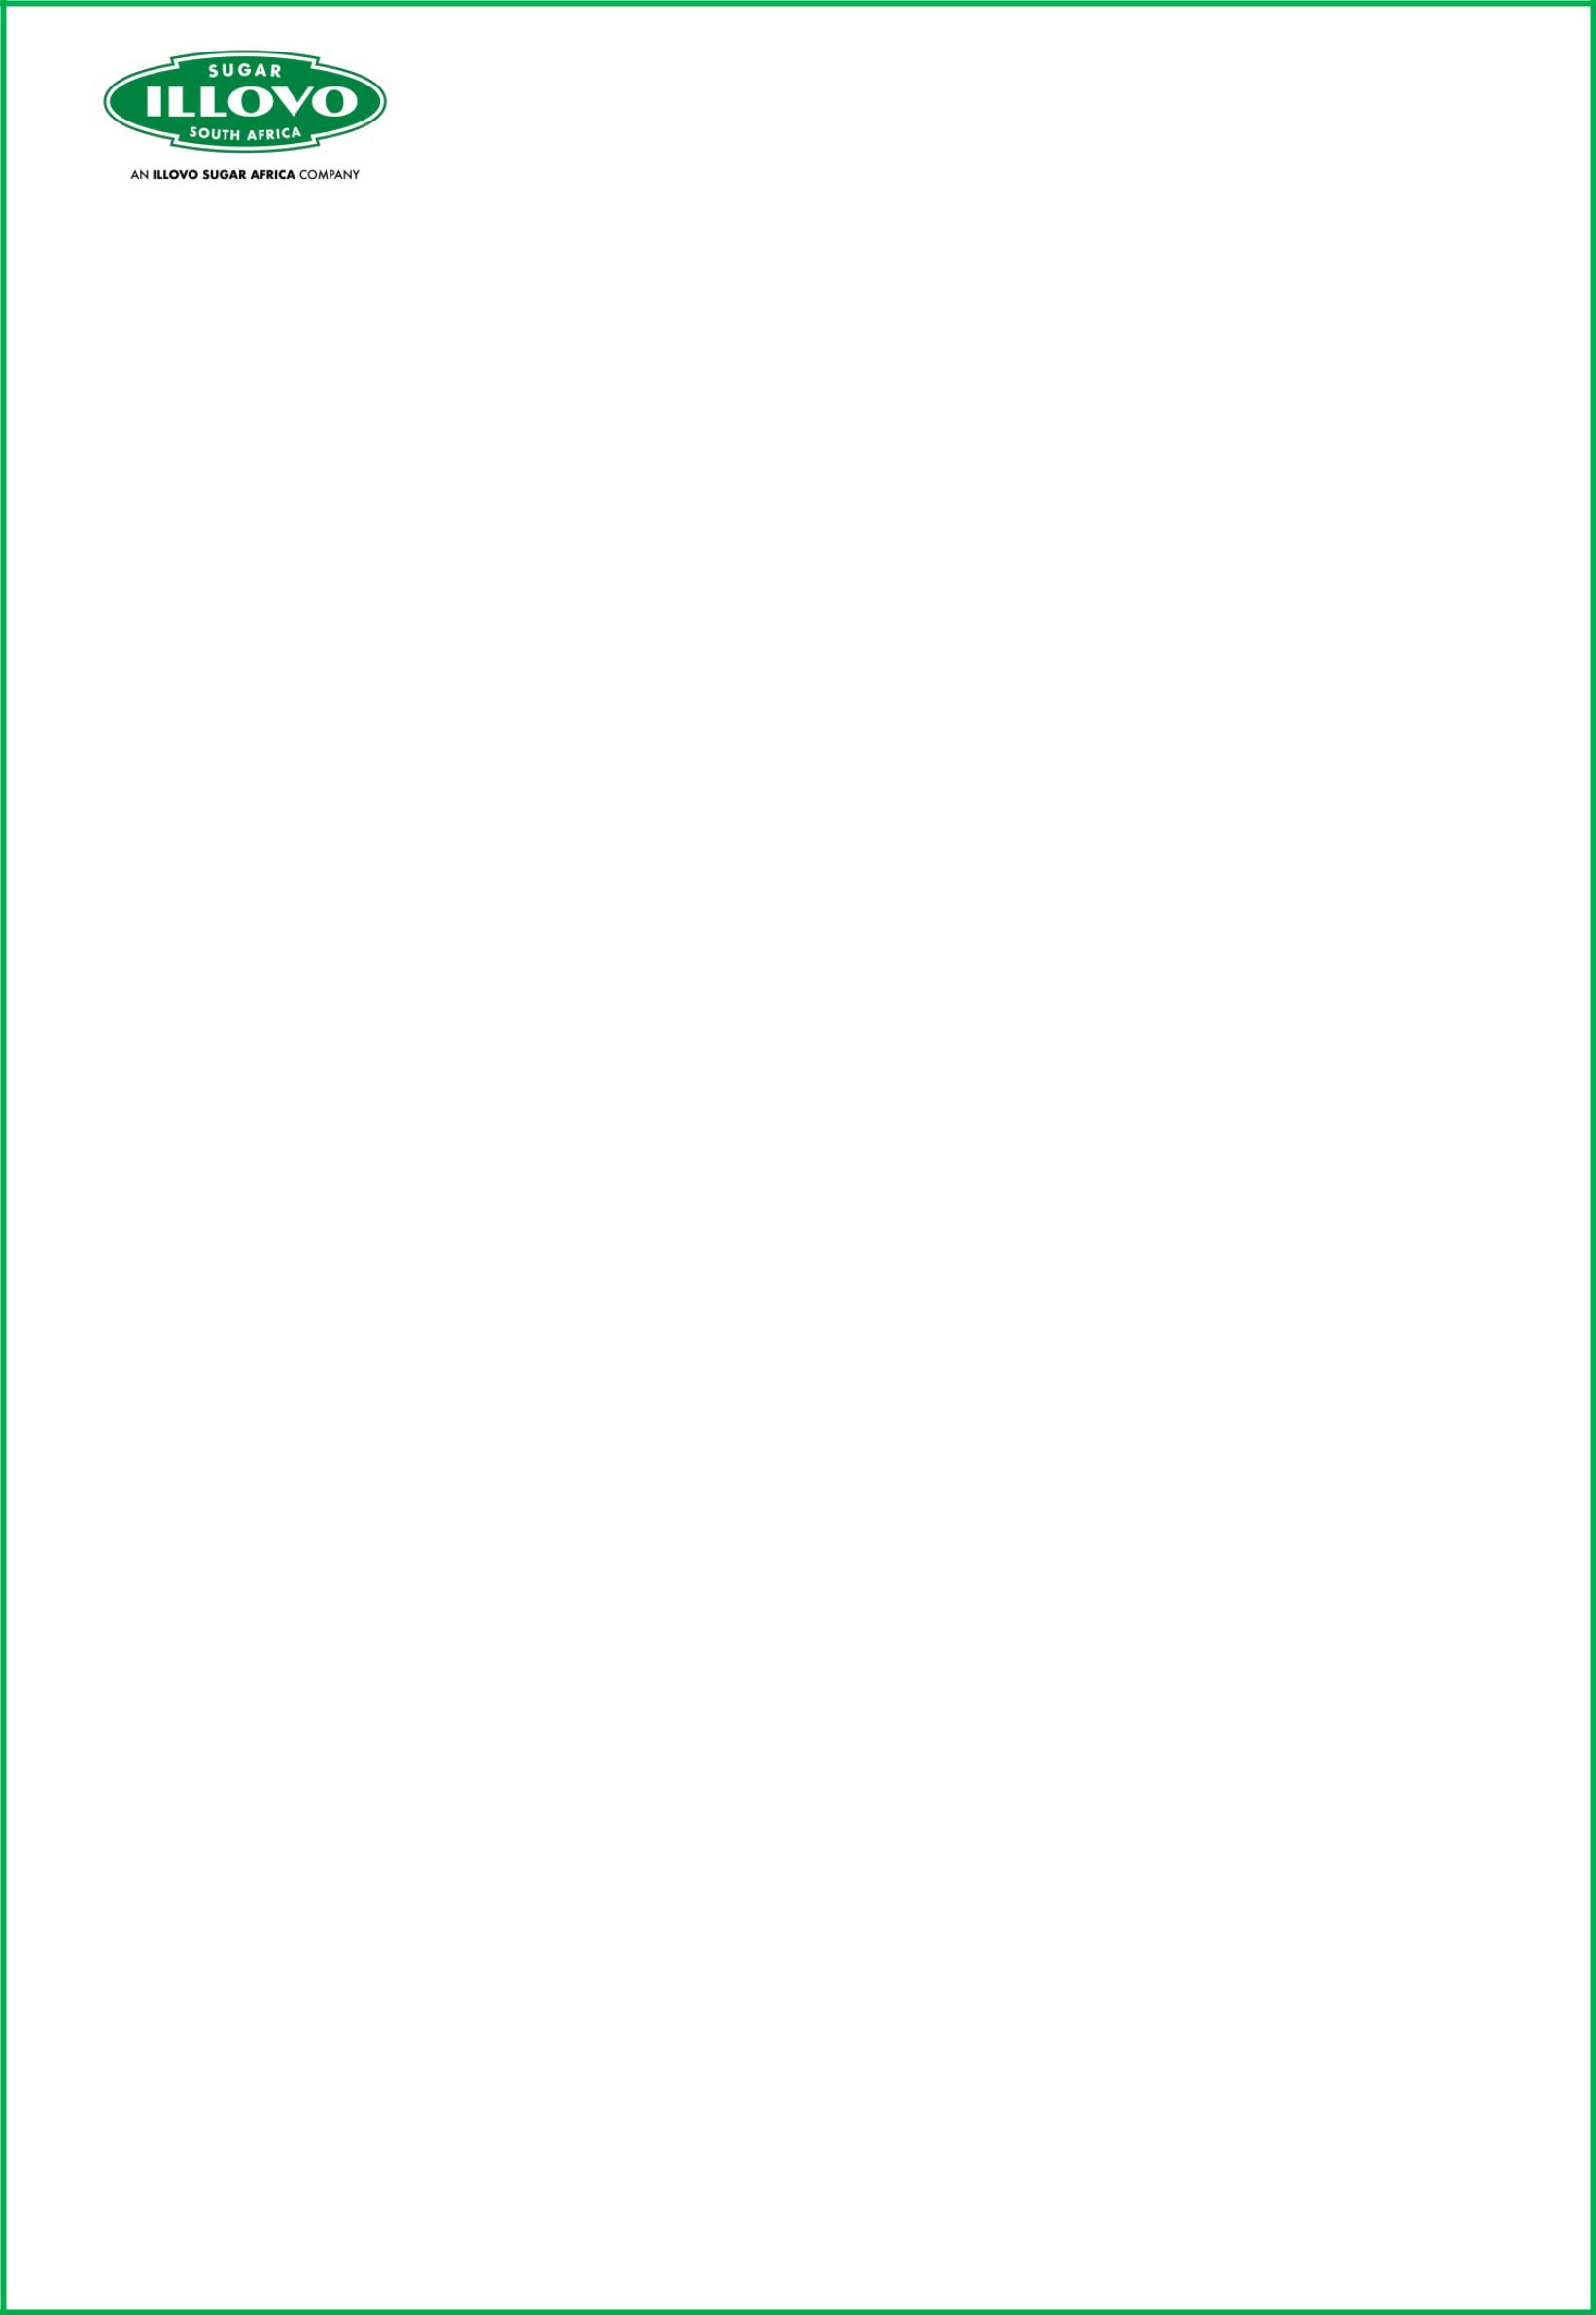 SUGAR
ILLOVO
SOUTH AFRICA
AN ILLOVO SUGAR AFRICA COMPANY